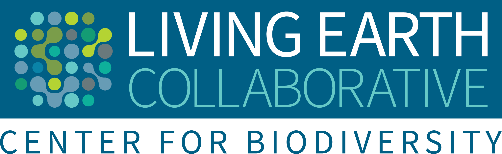 LIVING EARTH
COLLABORATIVE
CENTER FOR BIODIVERSITY